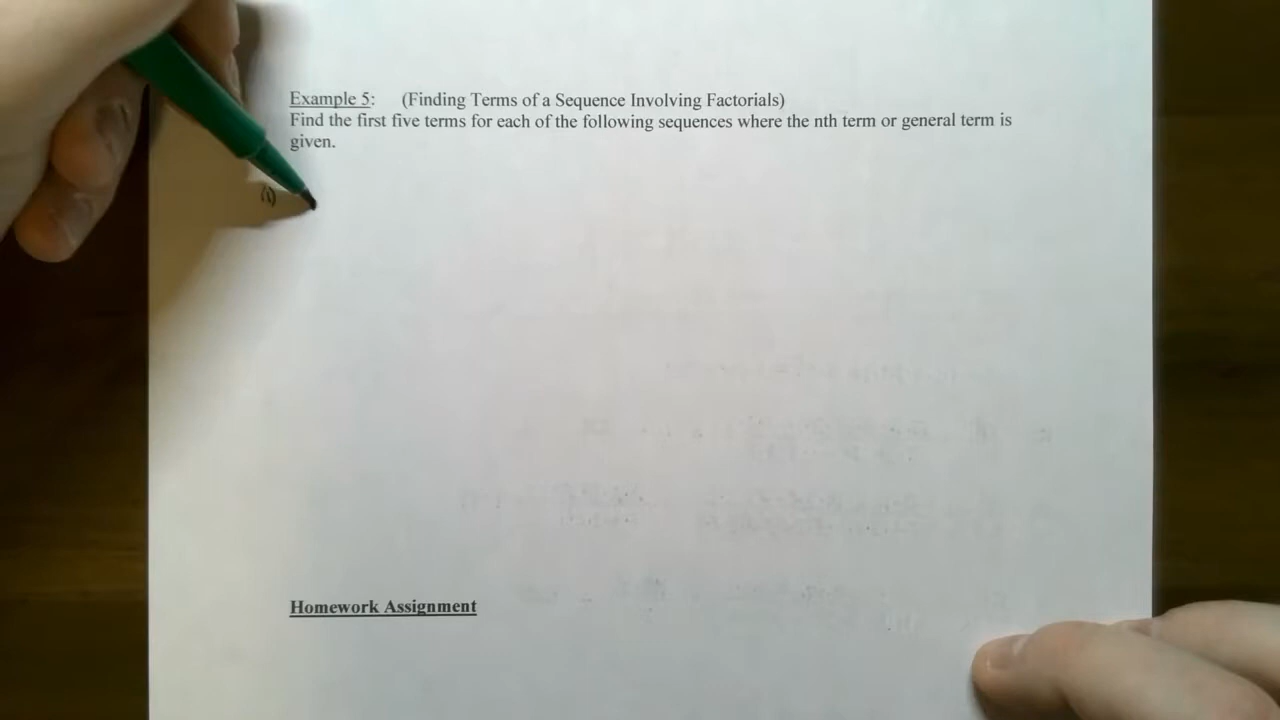 Example 5: (Finding Terms of a Sequence Involving Factorials)
Find the first five terms for each of the following sequences where the nth term or general term is
given.
(1)
Homework Assignment